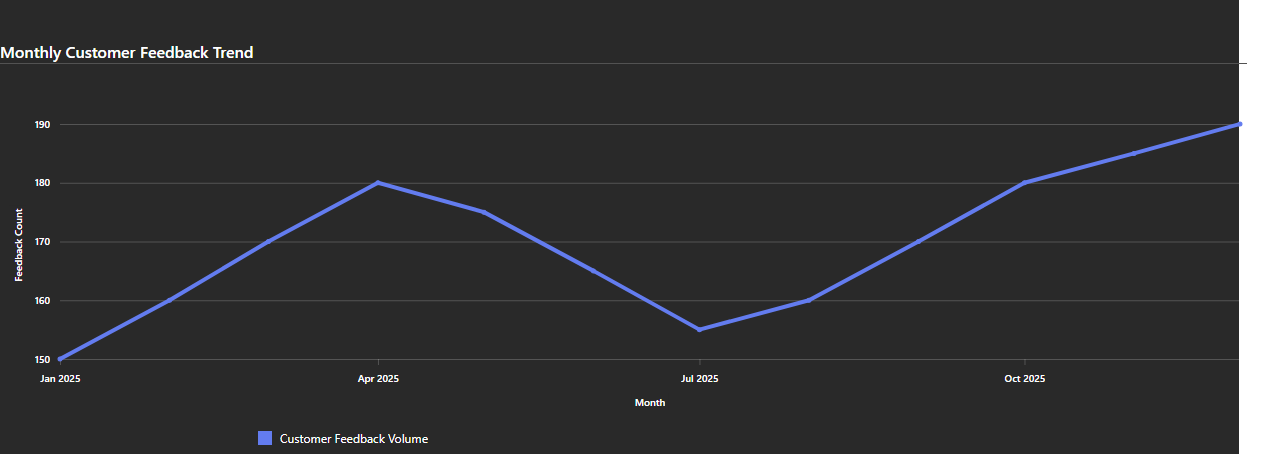 Monthly Customer Feedback Trend
190
180
170
160
150
Feedback Count
Jan 2025 Apr 2025 Jul 2025 Oct 2025
Month
Customer Feedback Volume